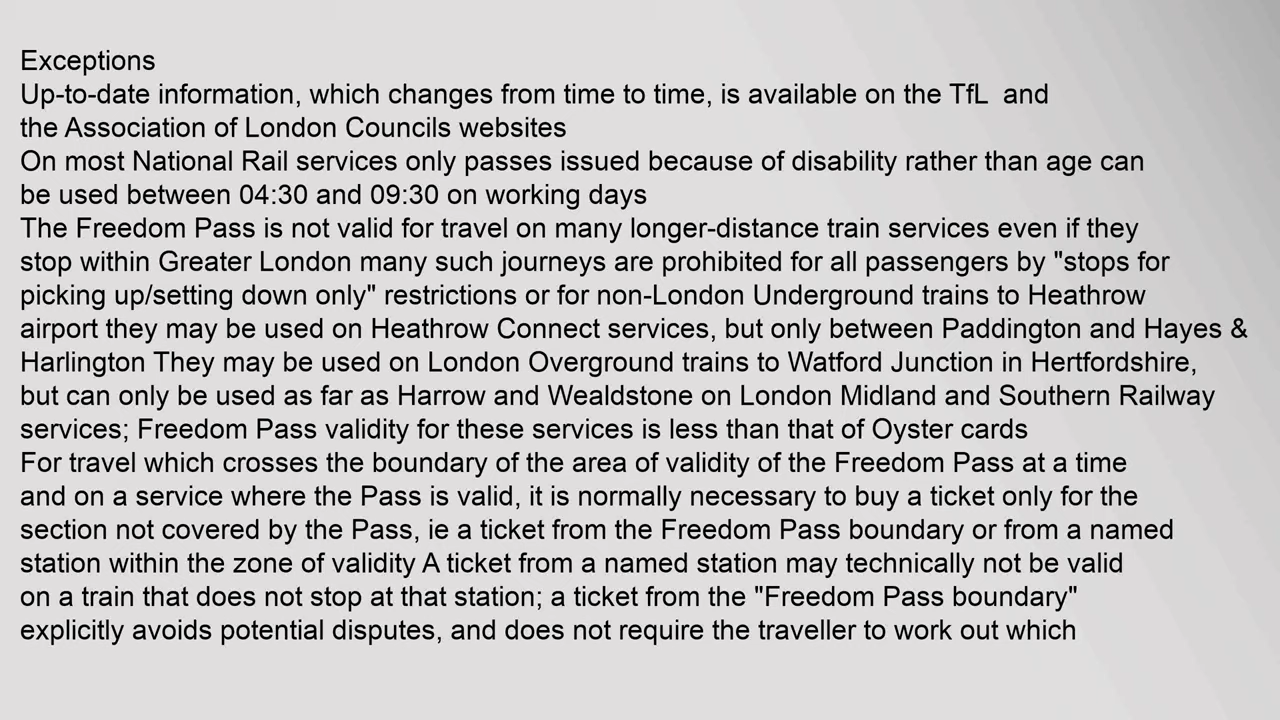 Exceptions
Up-to-date information, which changes from time to time, is available on the TfL  and
the Association of London Councils websites
On most National Rail services only passes issued because of disability rather than age can
be used between 04:30 and 09:30 on working days
The Freedom Pass is not valid for travel on many longer-distance train services even if they
stop within Greater London many such journeys are prohibited for all passengers by "stops for
picking up/setting down only" restrictions or for non-London Underground trains to Heathrow
airport they may be used on Heathrow Connect services, but only between Paddington and Hayes &
Harlington They may be used on London Overground trains to Watford Junction in Hertfordshire,
but can only be used as far as Harrow and Wealdstone on London Midland and Southern Railway
services; Freedom Pass validity for these services is less than that of Oyster cards
For travel which crosses the boundary of the area of validity of the Freedom Pass at a time
and on a service where the Pass is valid, it is normally necessary to buy a ticket only for the
section not covered by the Pass, ie a ticket from the Freedom Pass boundary or from a named
station within the zone of validity A ticket from a named station may technically not be valid
on a train that does not stop at that station; a ticket from the "Freedom Pass boundary"
explicitly avoids potential disputes, and does not require the traveller to work out which